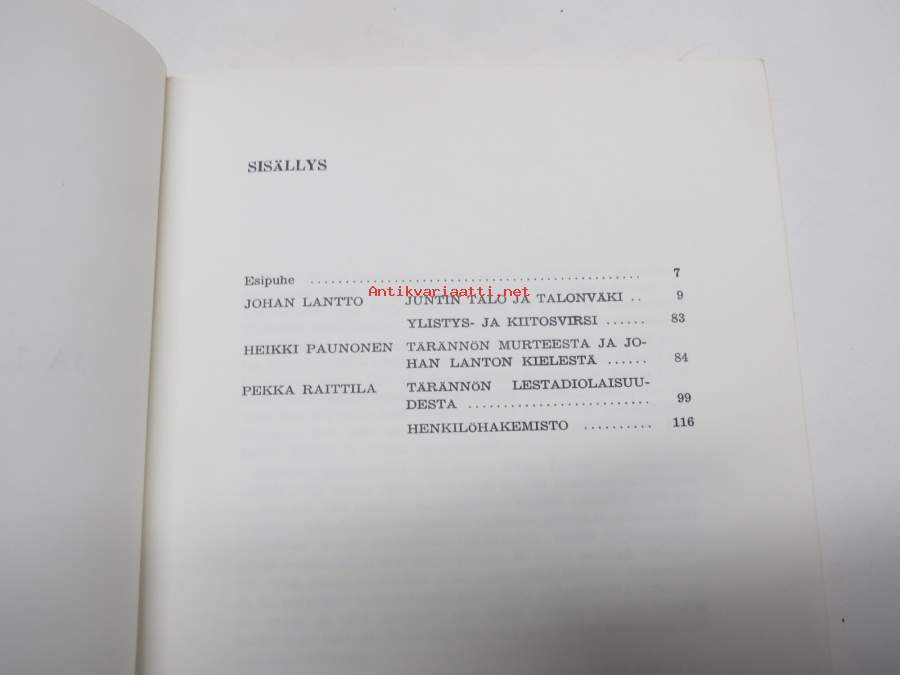 SISÄLLYS
Esipuhe ................................................ 7
Antikvariaatti.net
JOHAN LANTTO JUNTIN TALO JA TALONVÄKI .. 9
YLISTYS- JA KIITOSVIRSI ...... 83
HEIKKI PAUNONEN TÄRÄNNÖN MURTEESTA JA JO-
HAN LANTON KIELESTÄ ...... 84
PEKKA RAITTILA TÄRÄNNÖN LESTADIOLAISUU-
DESTA .......................... 99
HENKILÖHAKEMISTO .......... 116